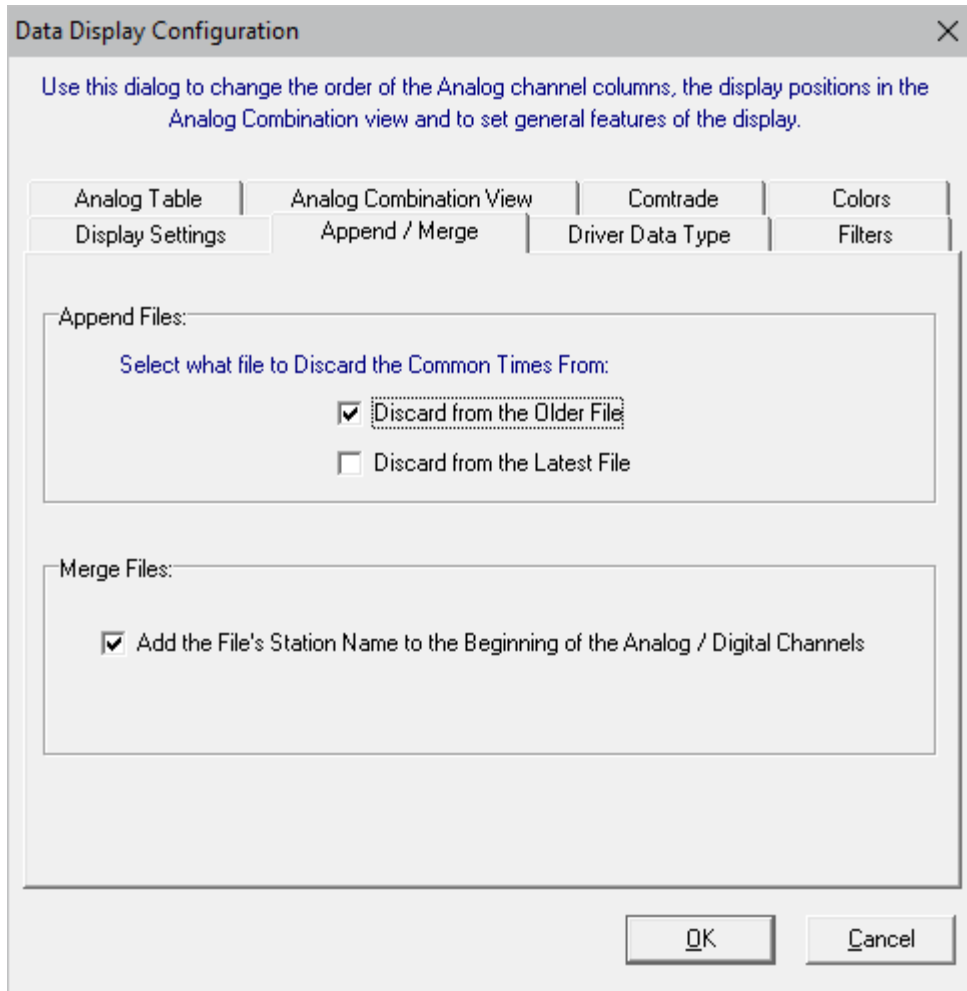 Data Display Configuration
Use this dialog to change the order of the Analog channel columns, the display positions in the
Analog Combination view and to set general features of the display.
Analog Table
Analog Combination View
Comtrade
Colors
Display Settings
Append / Merge
Driver Data Type
Filters
Append Files:
Select what file to Discard the Common Times From:
Discard from the Older File
Discard from the Latest File
Merge Files:
Add the File's Station Name to the Beginning of the Analog / Digital Channels
OK
Cancel